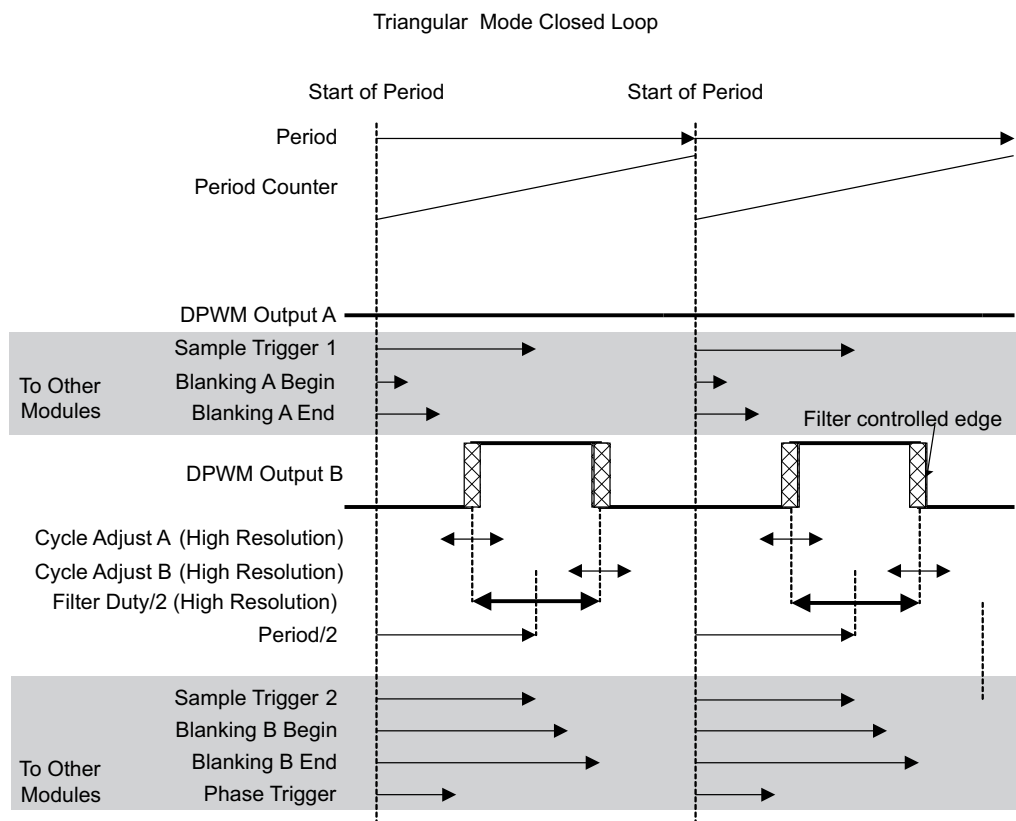 Triangular Mode Closed Loop
Start of Period
Start of Period
Period
Period Counter
DPWM Output A
Sample Trigger 1
Blanking A Begin
Blanking A End
To Other
Modules
Filter controlled edge
DPWM Output B
Cycle Adjust A (High Resolution)
Cycle Adjust B (High Resolution)
Filter Duty/2 (High Resolution)
Period/2
Sample Trigger 2
Blanking B Begin
Blanking B End
Phase Trigger
To Other
Modules